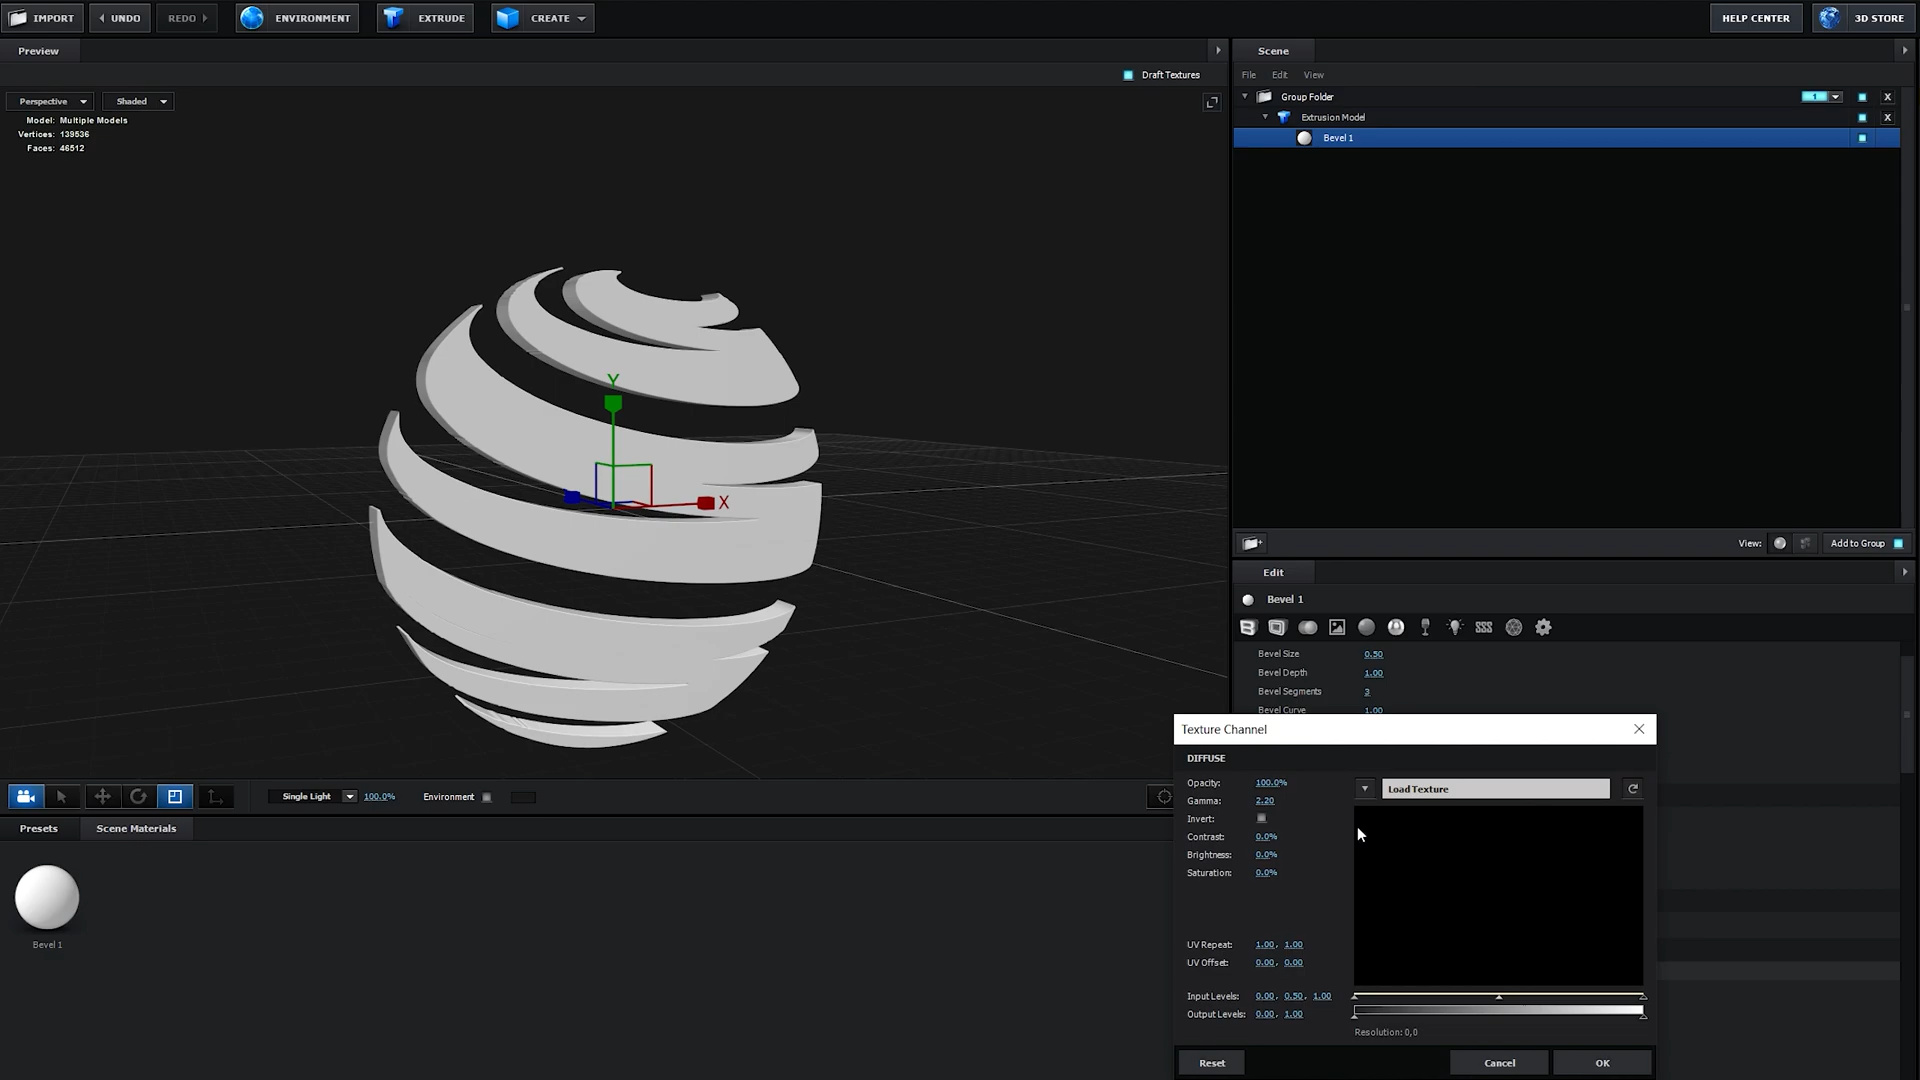 IMPORT
UNDO
REDO
ENVIRONMENT
EXTRUDE
CREATE
HELP CENTER
3D STORE
Preview
Scene
Draft Textures
File Edit View
Perspective
Shaded
Model: Multiple Models
Vertices: 139536
Faces: 46512
Group Folder
1
X
Extrusion Model
X
Bevel 1
Y
X
View:
Add to Group
Edit
Bevel 1
Bevel Size 0.50
Bevel Depth 1.00
Bevel Segments 3
Bevel Curve 1.00
Texture Channel
DIFFUSE
Opacity: 100.0%
Load Texture
Gamma: 2.20
Invert:
Contrast: 0.0%
Brightness: 0.0%
Saturation: 0.0%
UV Repeat: 1.00, 1.00
UV Offset: 0.00, 0.00
Input Levels: 0.00, 0.50, 1.00
Output Levels: 0.00, 1.00
Resolution: 0,0
Reset
Cancel
OK
Single Light
100.0%
Environment
Presets
Scene Materials
Bevel 1